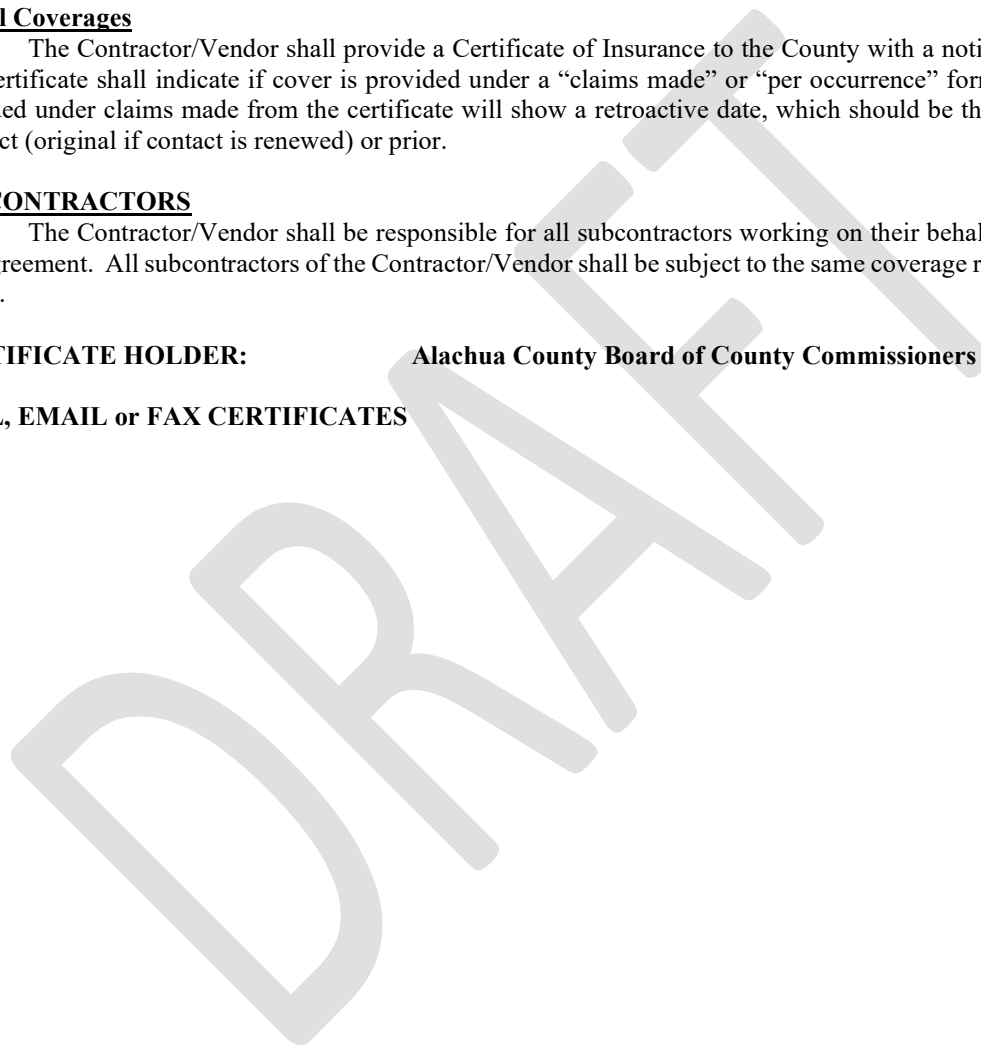 l Coverages
The Contractor/Vendor shall provide a Certificate of Insurance to the County with a noti
ertificate shall indicate if cover is provided under a “claims made” or “per occurrence” for
ed under claims made from the certificate will show a retroactive date, which should be th
ct (original if contact is renewed) or prior.
CONTRACTORS
The Contractor/Vendor shall be responsible for all subcontractors working on their behal
greement. All subcontractors of the Contractor/Vendor shall be subject to the same coverage r
.
TIFICATE HOLDER: Alachua County Board of County Commissioners
, EMAIL or FAX CERTIFICATES
DRAFT